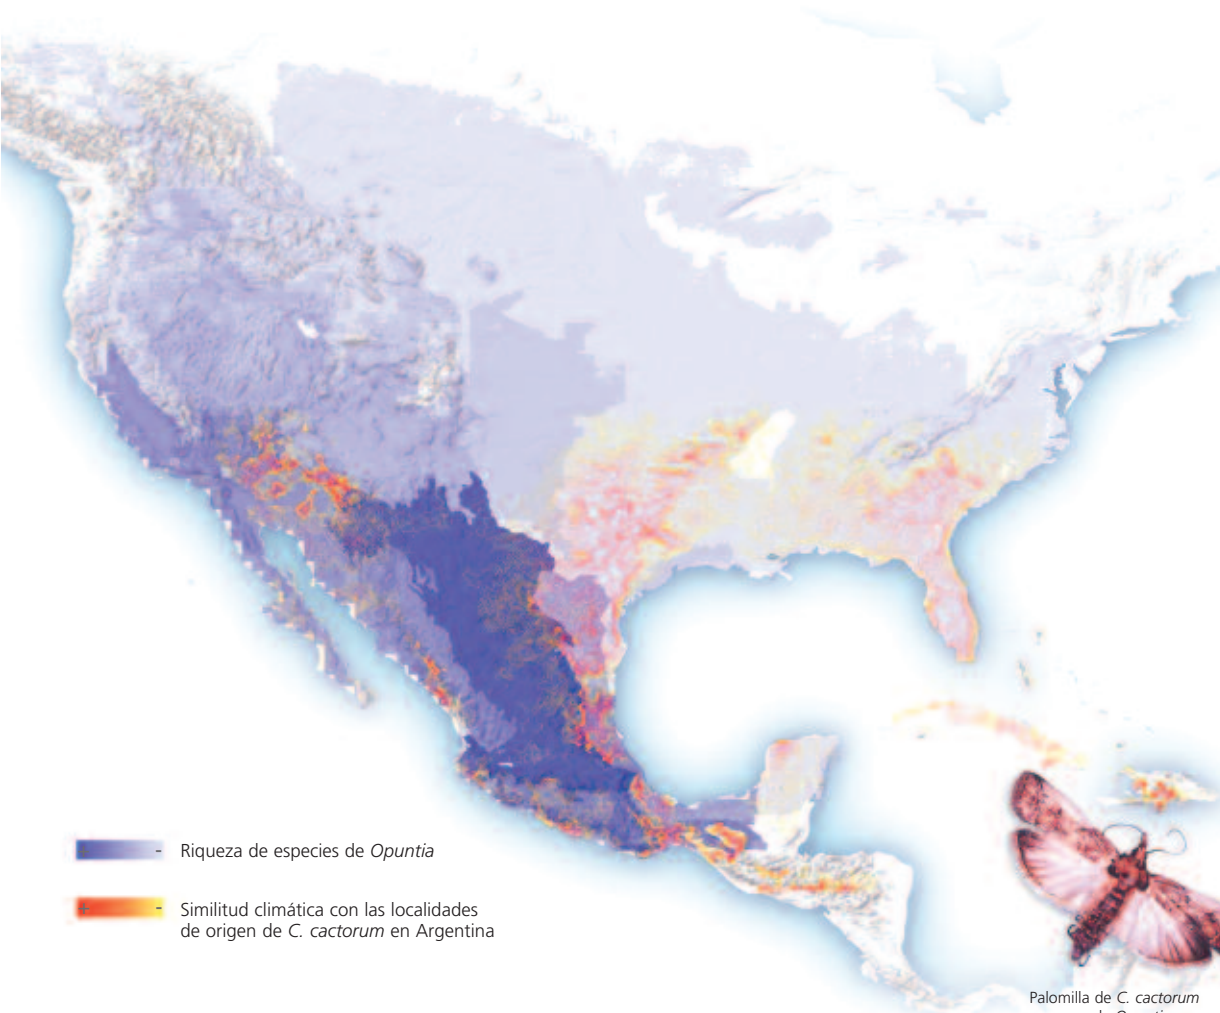 - Riqueza de especies de Opuntia
+ - Similitud climática con las localidades
de origen de C. cactorum en Argentina
Palomilla de C. cactorum